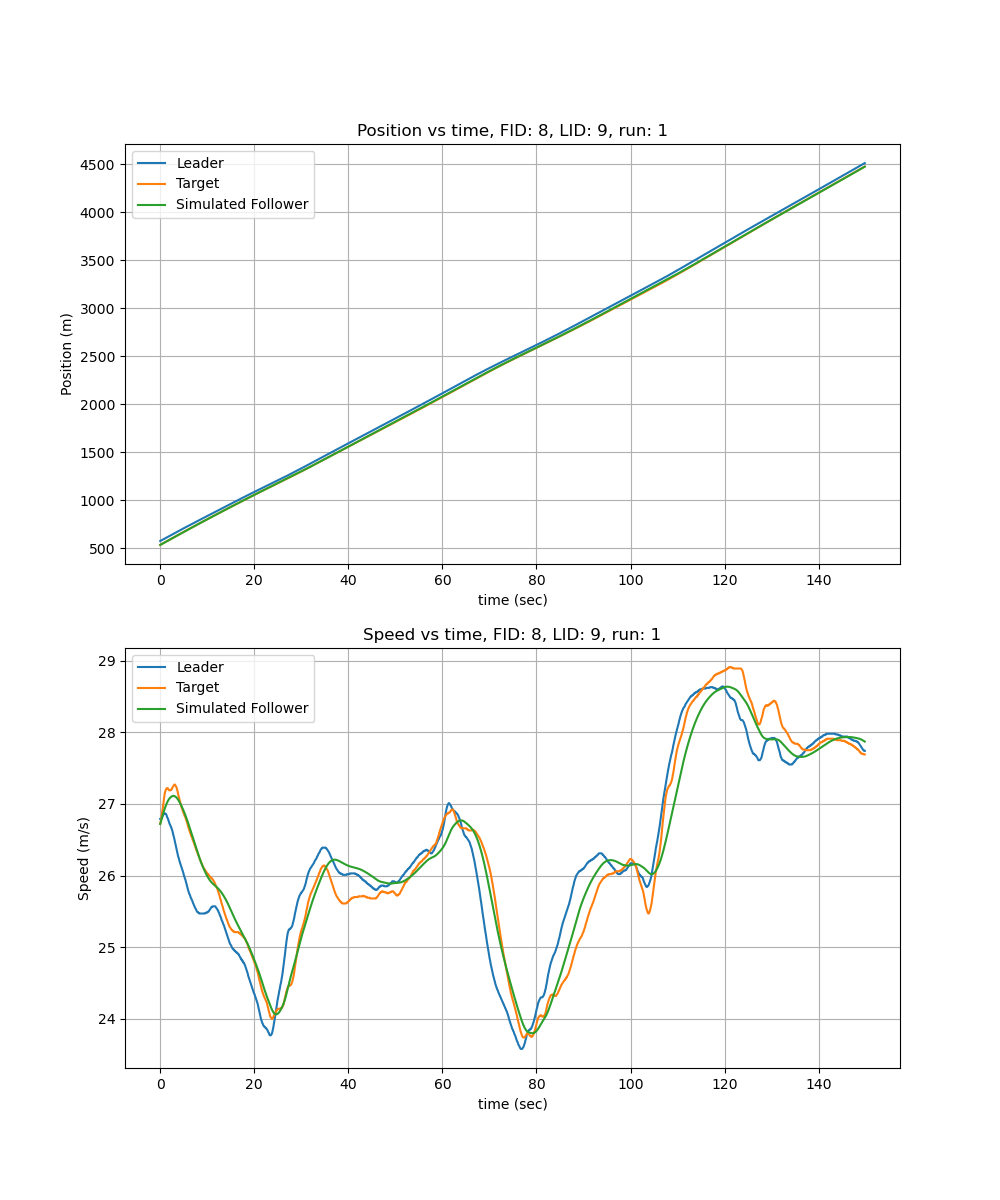 Position vs time, FID: 8, LID: 9, run: 1
Leader
Target
Simulated Follower
4500
4000
3500
3000
2500
2000
1500
1000
500
Position (m)
0 20 40 60 80 100 120 140
time (sec)
Speed vs time, FID: 8, LID: 9, run: 1
Leader
Target
Simulated Follower
29
28
27
26
25
24
Speed (m/s)
0 20 40 60 80 100 120 140
time (sec)